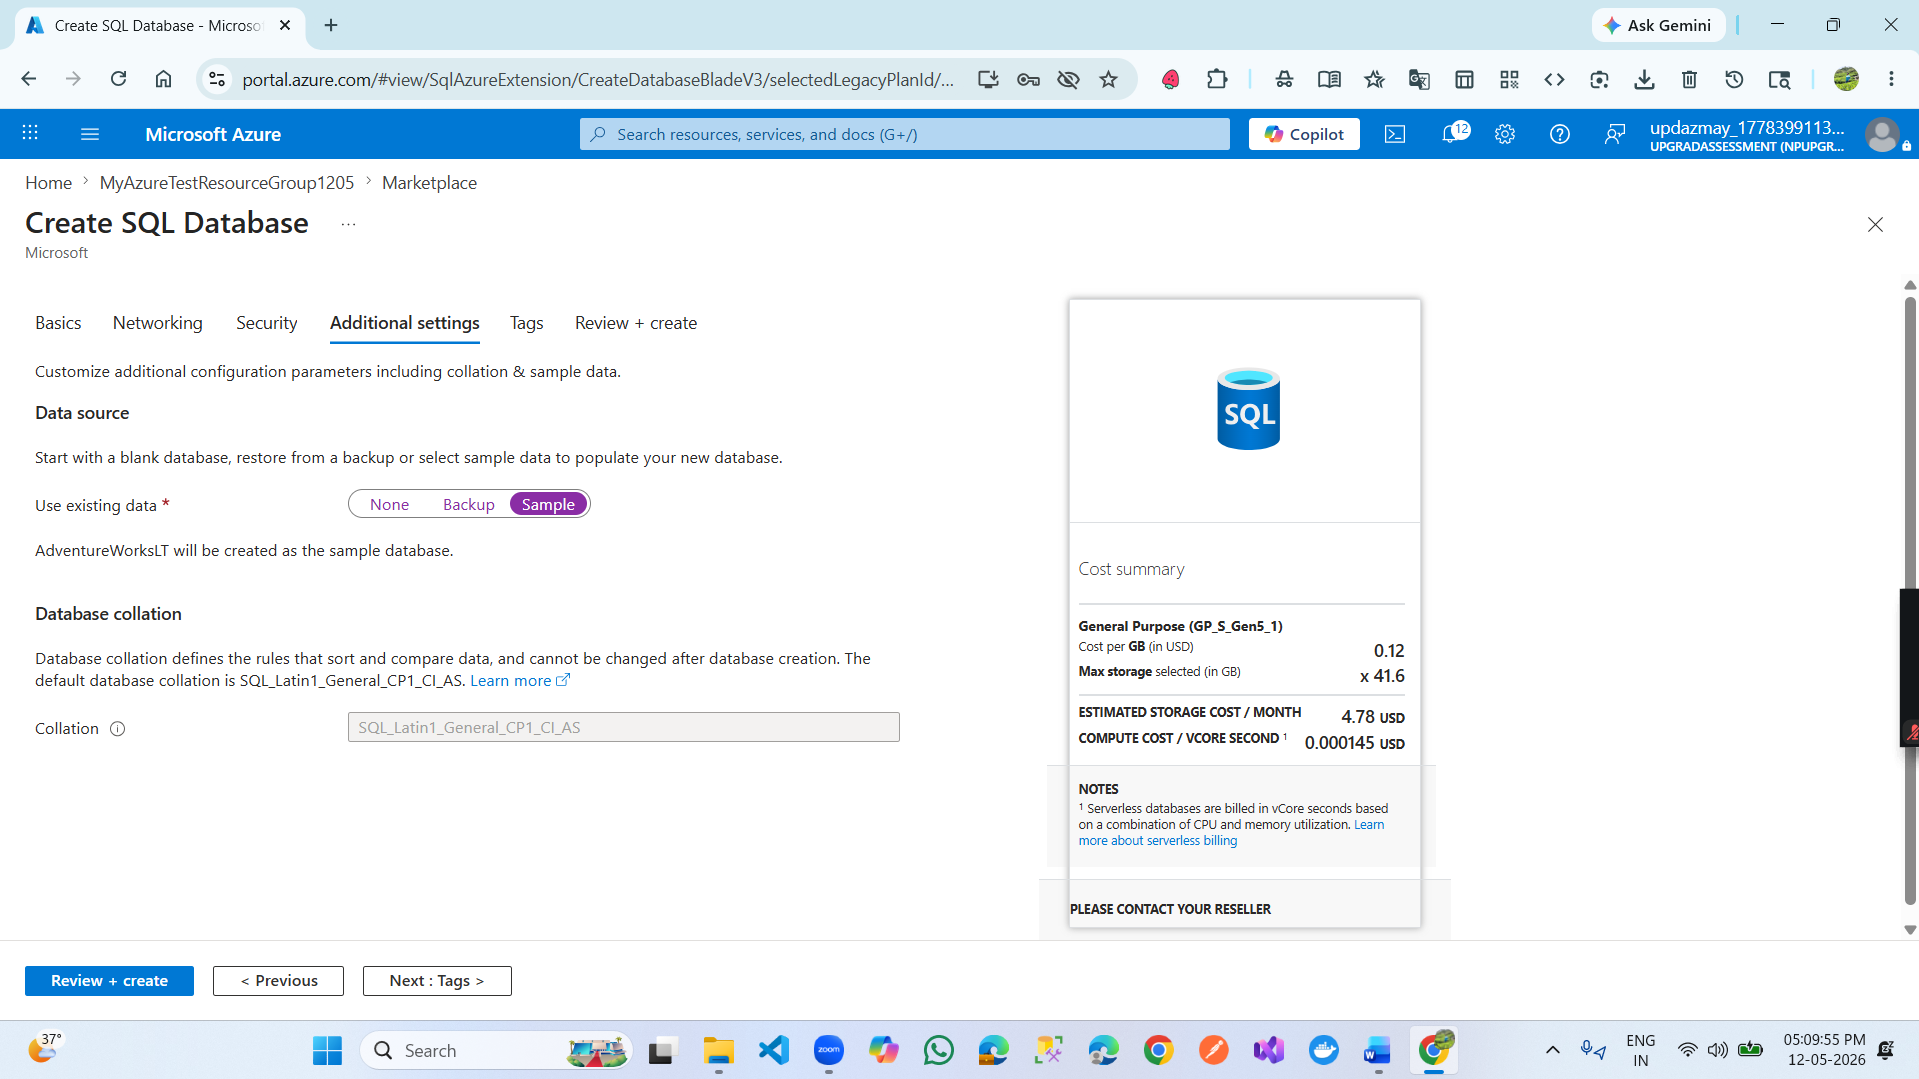 Create SQL Database - Microso
Ask Gemini
portal.azure.com/#view/SqlAzureExtension/CreateDatabaseBladeV3/selectedLegacyPlanId/...
Microsoft Azure
Search resources, services, and docs (G+/)
Copilot
12
updazmay_1778399113...
UPGRADASSESSMENT (NPUPGR...
Home > MyAzureTestResourceGroup1205 > Marketplace
Create SQL Database ...
Microsoft
Basics
Networking
Security
Additional settings
Tags
Review + create
Customize additional configuration parameters including collation & sample data.
Data source
Start with a blank database, restore from a backup or select sample data to populate your new database.
Use existing data *
None
Backup
Sample
AdventureWorksLT will be created as the sample database.
Database collation
Database collation defines the rules that sort and compare data, and cannot be changed after database creation. The
default database collation is SQL_Latin1_General_CP1_CI_AS. Learn more
Collation
SQL_Latin1_General_CP1_CI_AS
SQL
Cost summary
General Purpose (GP_S_Gen5_1)
Cost per GB (in USD) 0.12
Max storage selected (in GB) x 41.6
ESTIMATED STORAGE COST / MONTH 4.78 USD
COMPUTE COST / VCORE SECOND ¹ 0.000145 USD
NOTES
¹ Serverless databases are billed in vCore seconds based
on a combination of CPU and memory utilization. Learn
more about serverless billing
PLEASE CONTACT YOUR RESELLER
Review + create
< Previous
Next : Tags >
37°
Search
zoom
ENG
IN
05:09:55 PM
12-05-2026